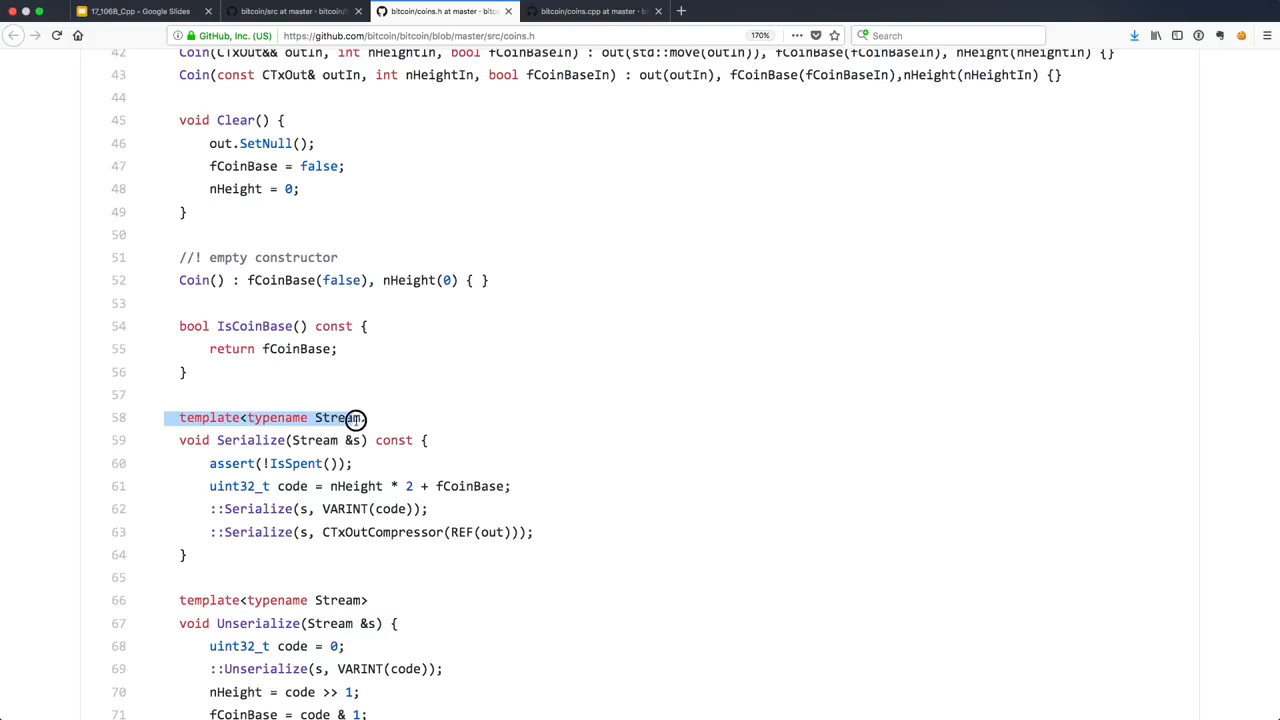 17_106B_Cpp - Google Slides
bitcoin/src at master · bitcoin/bi
bitcoin/coins.h at master · bitco
bitcoin/coins.cpp at master · bit
GitHub, Inc. (US)
https://github.com/bitcoin/bitcoin/blob/master/src/coins.h
170%
Search
42 Coin(CTxOut&& outIn, int nHeightIn, bool fCoinBaseIn) : out(std::move(outIn)), fCoinBase(fCoinBaseIn), nHeight(nHeightIn) {}
43 Coin(const CTxOut& outIn, int nHeightIn, bool fCoinBaseIn) : out(outIn), fCoinBase(fCoinBaseIn),nHeight(nHeightIn) {}
44
45 void Clear() {
46 out.SetNull();
47 fCoinBase = false;
48 nHeight = 0;
49 }
50
51 //! empty constructor
52 Coin() : fCoinBase(false), nHeight(0) { }
53
54 bool IsCoinBase() const {
55 return fCoinBase;
56 }
57
58 template<typename Stream>
59 void Serialize(Stream &s) const {
60 assert(!IsSpent());
61 uint32_t code = nHeight * 2 + fCoinBase;
62 ::Serialize(s, VARINT(code));
63 ::Serialize(s, CTxOutCompressor(REF(out)));
64 }
65
66 template<typename Stream>
67 void Unserialize(Stream &s) {
68 uint32_t code = 0;
69 ::Unserialize(s, VARINT(code));
70 nHeight = code >> 1;
71 fCoinBase = code & 1;